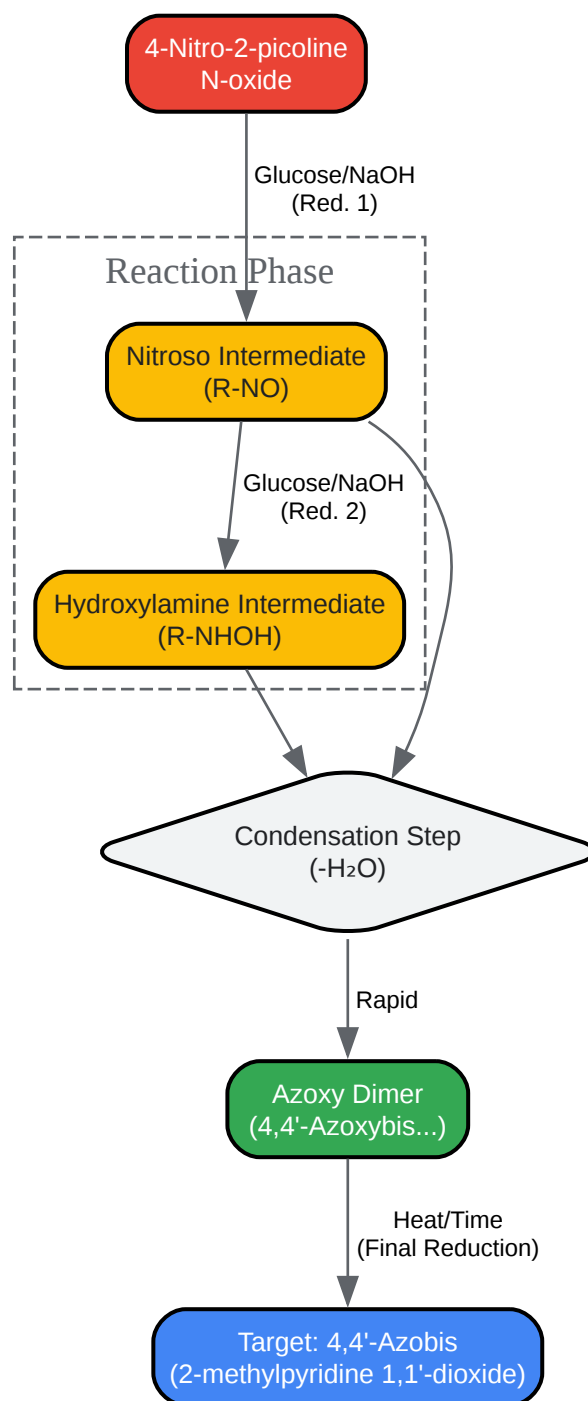 4-Nitro-2-picoline
N-oxide
Glucose/NaOH
(Red. 1)
Reaction Phase
Nitroso Intermediate
(R-NO)
Glucose/NaOH
(Red. 2)
Hydroxylamine Intermediate
(R-NHOH)
Condensation Step
(-H₂O)
Rapid
Azoxy Dimer
(4,4'-Azoxybis...)
Heat/Time
(Final Reduction)
Target: 4,4'-Azobis
(2-methylpyridine 1,1'-dioxide)